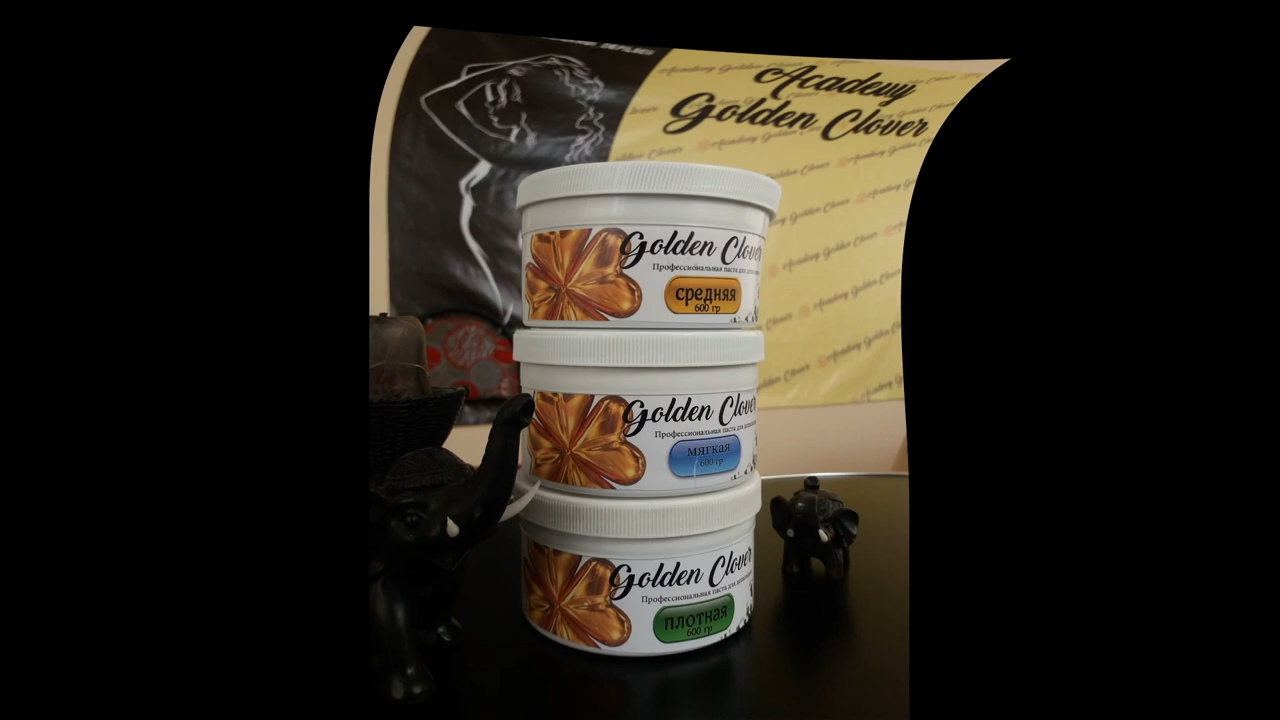 Acadevy
Golden Clover
Golden Clover
Профессиональная паста для
средняя
600 гр
Golden Clover
Профессиональная паста для
мягкая
600 гр
Golden Clover
Профессиональная паста для
плотная
600 гр